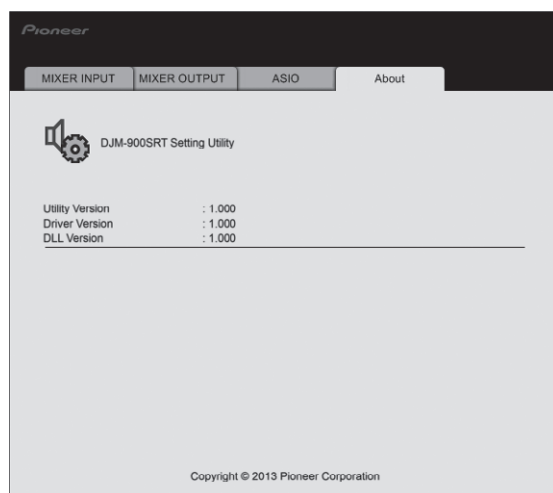 Pioneer
MIXER INPUT MIXER OUTPUT ASIO About
DJM-900SRT Setting Utility
Utility Version : 1.000
Driver Version : 1.000
DLL Version : 1.000
Copyright © 2013 Pioneer Corporation